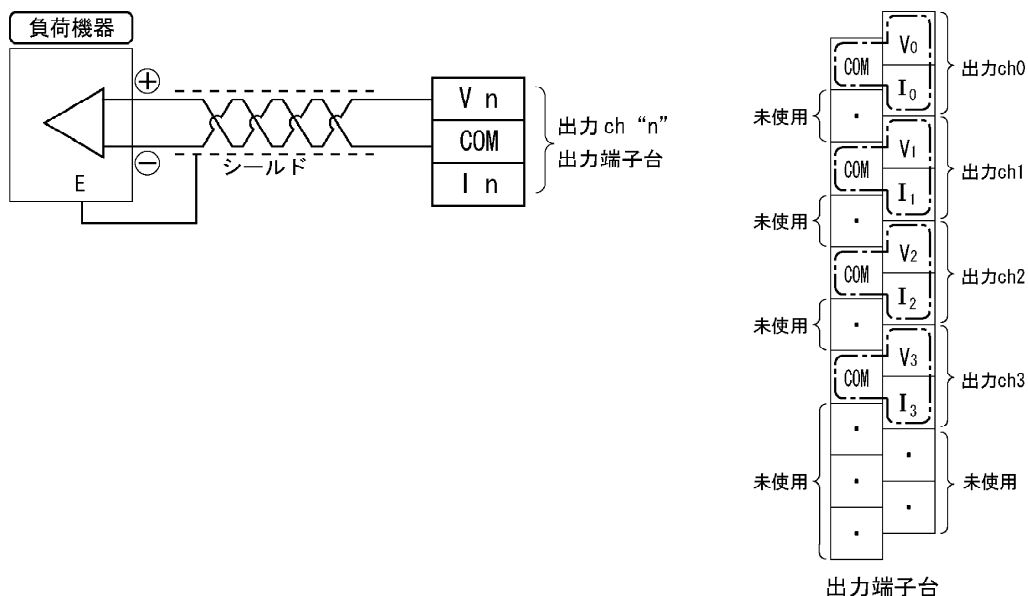 負荷機器
⊕
⊖
E
シールド
V n
COM
I n
出力 ch “n”
出力端子台
V0
COM
I0
出力ch0
未使用
・
V1
COM
I1
出力ch1
未使用
・
V2
COM
I2
出力ch2
未使用
・
V3
COM
I3
出力ch3
・
・
・
未使用
・
・
未使用
出力端子台